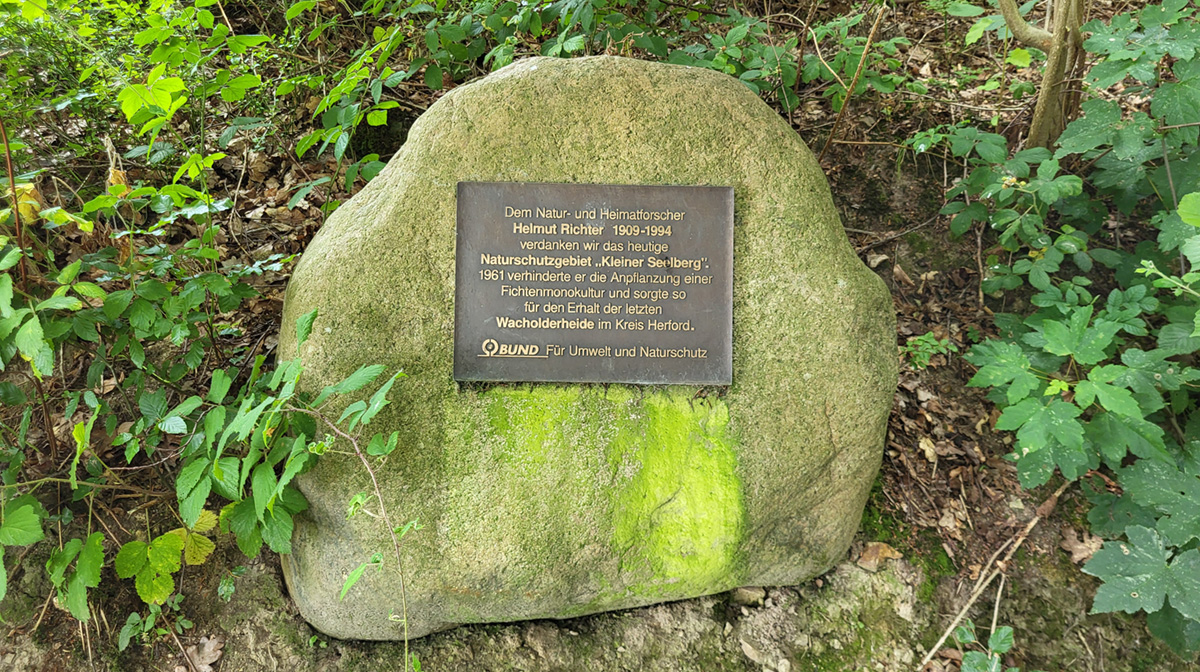 Dem Natur- und Heimatforscher
Helmut Richter 1909-1994
verdanken wir das heutige
Naturschutzgebiet „Kleiner Seelberg".
1961 verhinderte er die Anpflanzung einer
Fichtenmonokultur und sorgte so
für den Erhalt der letzten
Wacholderheide im Kreis Herford.
BUND Für Umwelt und Naturschutz